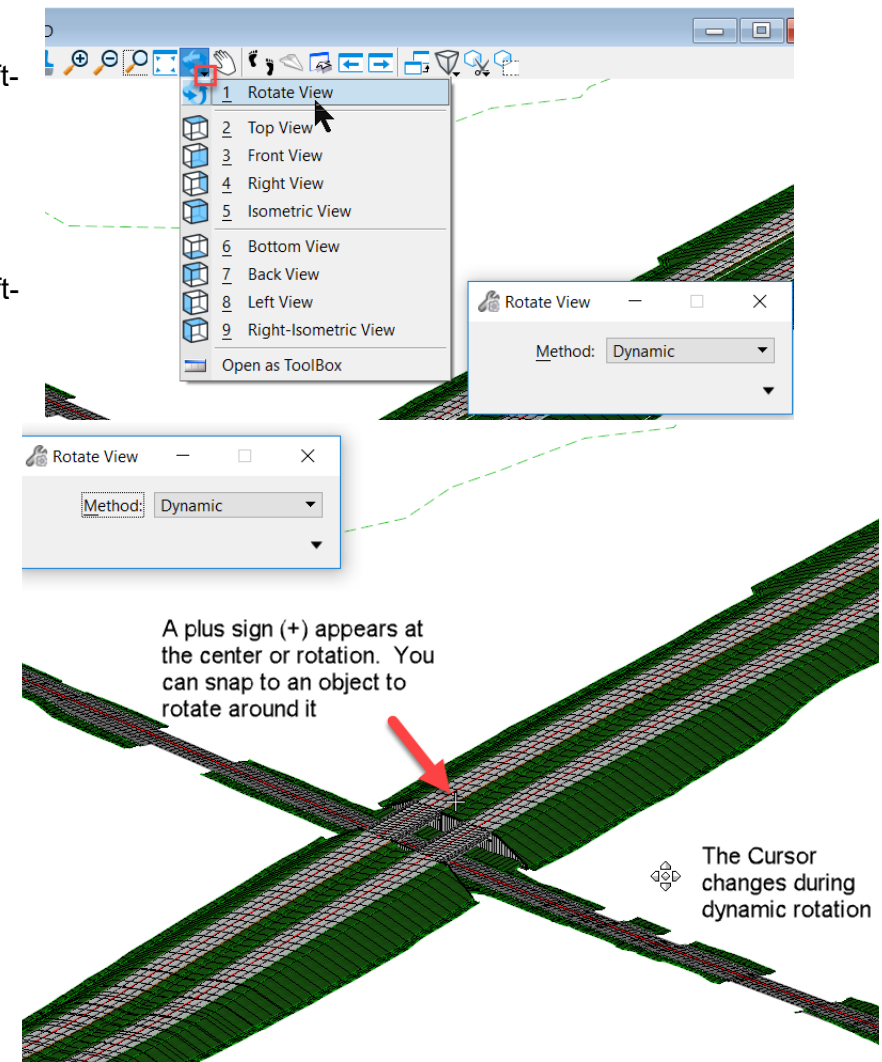 ft-
1 Rotate View
2 Top View
3 Front View
4 Right View
5 Isometric View
6 Bottom View
7 Back View
8 Left View
9 Right-Isometric View
Open as ToolBox
ft-
Rotate View
Method: Dynamic
Rotate View
Method: Dynamic
A plus sign (+) appears at
the center or rotation. You
can snap to an object to
rotate around it
The Cursor
changes during
dynamic rotation